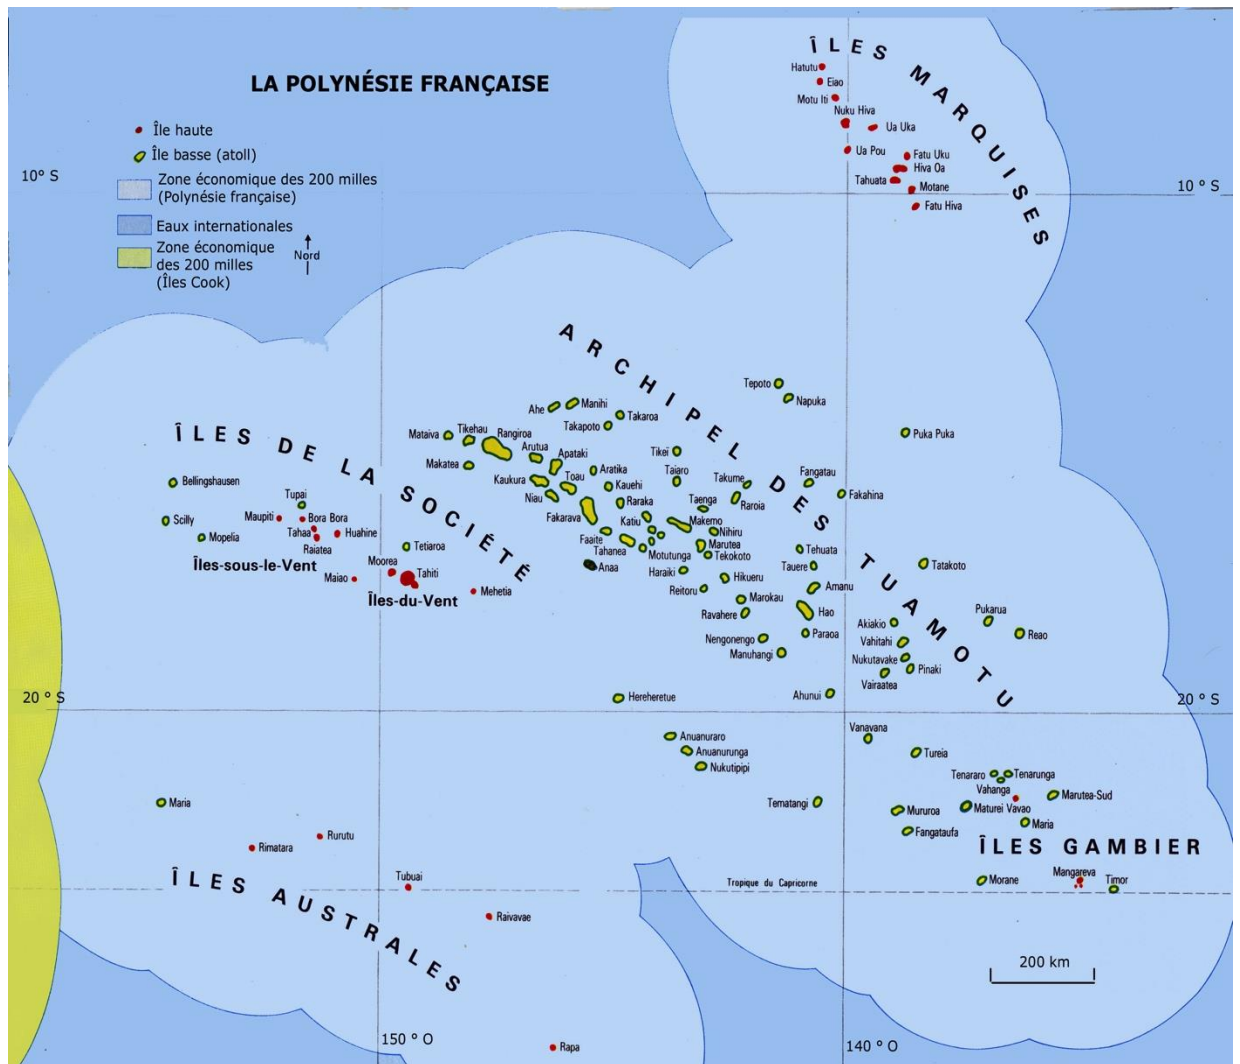 LA POLYNÉSIE FRANÇAISE
Île haute
Île basse (atoll)
Zone économique des 200 milles
(Polynésie française)
Eaux internationales
Zone économique
des 200 milles
(Îles Cook)
Nord
10° S
10° S
ÎLES MARQUISES
Hatutu
Eiao
Motu Iti
Nuku Hiva
Ua Uka
Ua Pou
Fatu Uku
Hiva Oa
Tahuata
Motane
Fatu Hiva
ARCHIPEL DES TUAMOTU
Tepoto
Napuka
Ahe
Manihi
Takaroa
Takapoto
Puka Puka
Mataiva
Tikehau
Rangiroa
Arutua
Apataki
Tikei
Makatea
Kaukura
Toau
Aratika
Taiaro
Takume
Fangatau
Niau
Kauehi
Raroia
Fakahina
Fakarava
Raraka
Taenga
Katiu
Makemo
Nihiru
Faaite
Tahanea
Motutunga
Marutea
Tekokoto
Tehuata
Anaa
Haraiki
Tauere
Tatakoto
Reitoru
Hikueru
Amanu
Marokau
Ravahere
Hao
Pukarua
Akiakio
Reao
Nengonengo
Paraoa
Vahitahi
Manuhangi
Nukutavake
Pinaki
Vairaatea
Hereheretue
Ahunui
ÎLES DE LA SOCIÉTÉ
Bellingshausen
Scilly
Mopelia
Tupai
Maupiti
Bora Bora
Tahaa
Huahine
Raiatea
Îles-sous-le-Vent
Tetiaroa
Moorea
Tahiti
Maiao
Mehetia
Îles-du-Vent
20 ° S
20 ° S
Anuanuraro
Anuanurunga
Nukutipipi
Vanavana
Tureia
Tenararo
Tenarunga
Vahanga
Marutea-Sud
Tematangi
Mururoa
Maturei Vavao
Fangataufa
Maria
ÎLES GAMBIER
Morane
Mangareva
Timor
Tropique du Capricorne
Maria
Rurutu
Rimatara
ÎLES AUSTRALES
Tubuai
Raivavae
Rapa
200 km
150 ° O
140 ° O